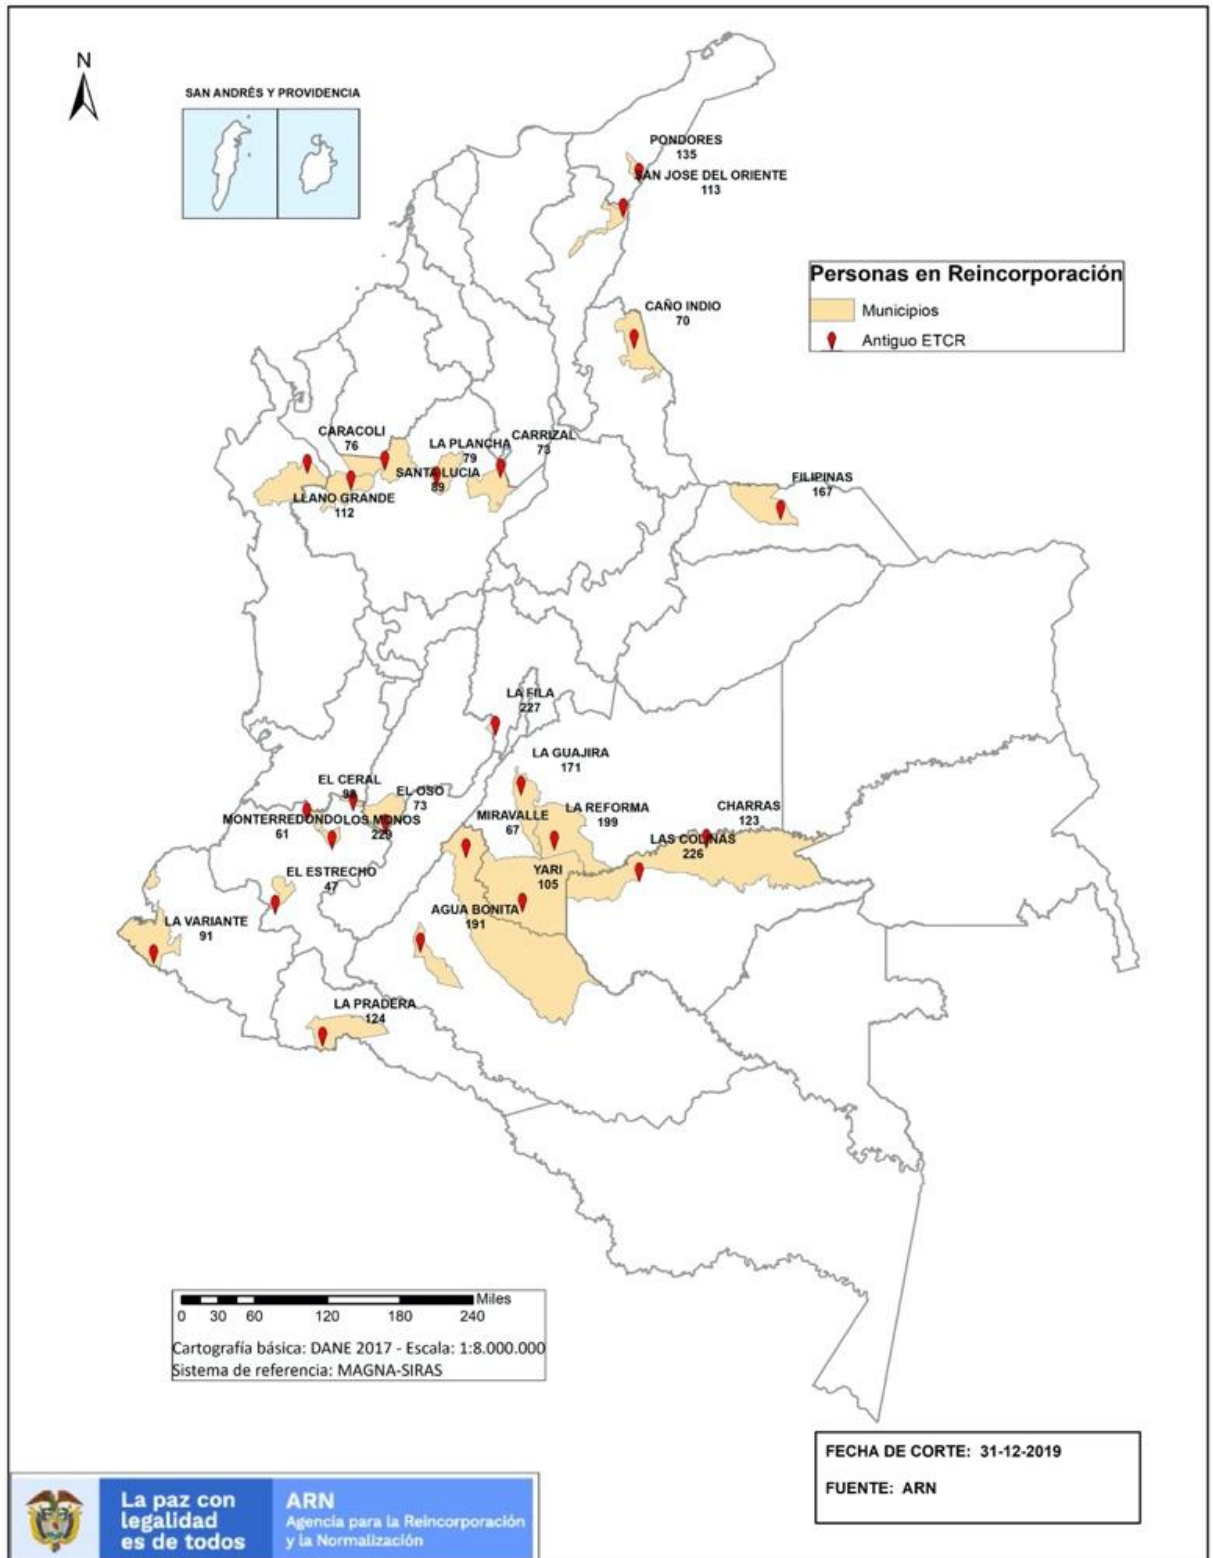 N
SAN ANDRÉS Y PROVIDENCIA
PONDORES
135
SAN JOSE DEL ORIENTE
113
Personas en Reincorporación
Municipios
Antiguo ETCR
CAÑO INDIO
70
CARACOLI
76
LA PLANCHA
79
CARRIZAL
73
SANTA LUCIA
89
LLANO GRANDE
112
FILIPINAS
167
LA FILA
227
LA GUAJIRA
171
EL CERAL
EL OSO
73
MIRAVALLE
67
LA REFORMA
199
CHARRAS
123
MONTERREDONDO
61
LOS MONOS
229
LAS COLINAS
226
EL ESTRECHO
47
YARI
105
AGUA BONITA
191
LA VARIANTE
91
LA PRADERA
124
Miles
0 30 60 120 180 240
Cartografía básica: DANE 2017 - Escala: 1:8.000.000
Sistema de referencia: MAGNA-SIRAS
FECHA DE CORTE: 31-12-2019
FUENTE: ARN
La paz con
legalidad
es de todos
ARN
Agencia para la Reincorporación
y la Normalización